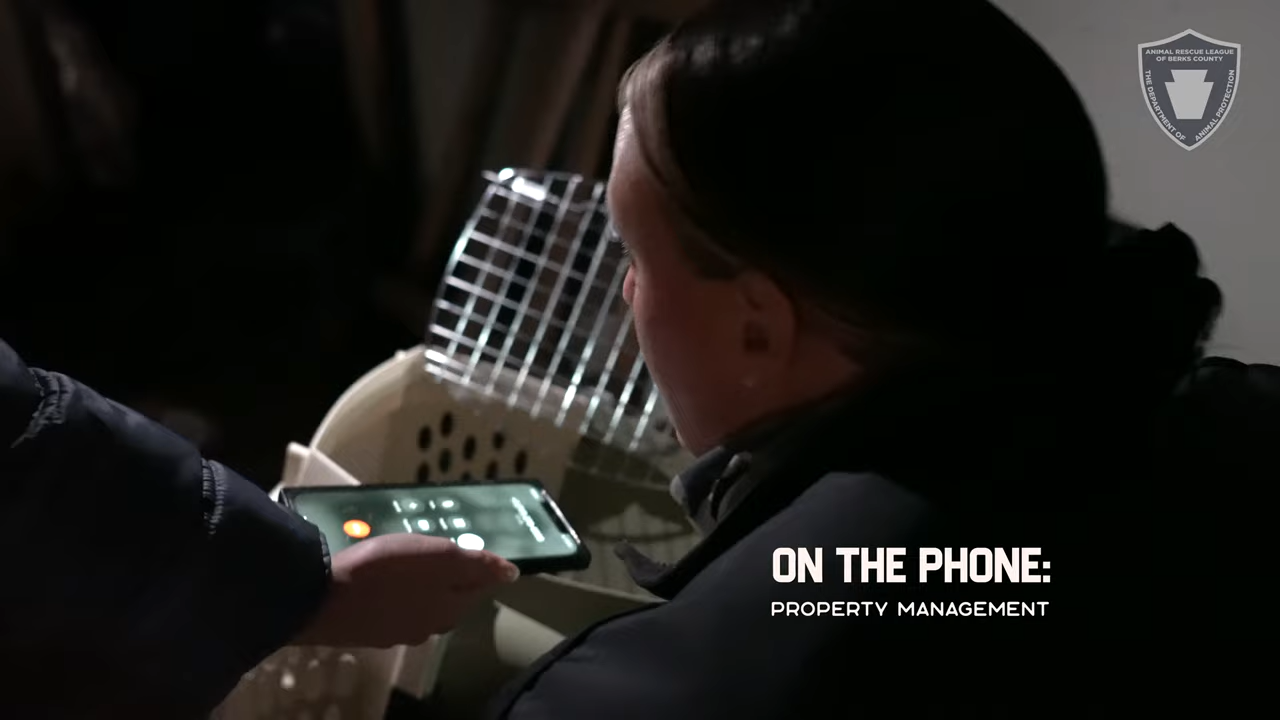 ANIMAL RESCUE LEAGUE
OF BERKS COUNTY
THE DEPARTMENT OF
ANIMAL PROTECTION
ON THE PHONE:
PROPERTY MANAGEMENT